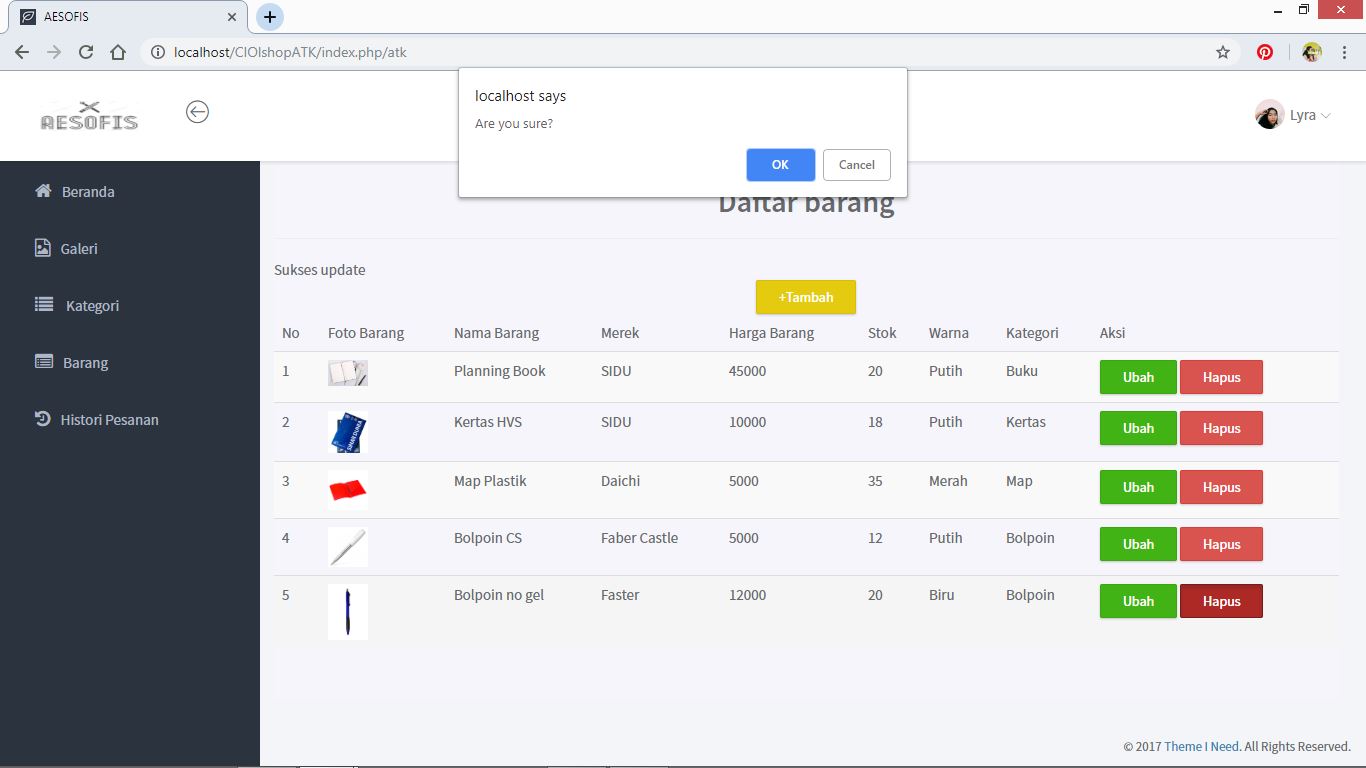 AESOFIS
localhost/CIOlshopATK/index.php/atk
localhost says
Are you sure?
OK Cancel
AESOFIS
Lyra
Beranda
Galeri
Kategori
Barang
Histori Pesanan
Daftar barang
Sukses update
+Tambah
No Foto Barang Nama Barang Merek Harga Barang Stok Warna Kategori Aksi
1 Planning Book SIDU 45000 20 Putih Buku Ubah Hapus
2 Kertas HVS SIDU 10000 18 Putih Kertas Ubah Hapus
3 Map Plastik Daichi 5000 35 Merah Map Ubah Hapus
4 Bolpoin CS Faber Castle 5000 12 Putih Bolpoin Ubah Hapus
5 Bolpoin no gel Faster 12000 20 Biru Bolpoin Ubah Hapus
© 2017 Theme I Need. All Rights Reserved.